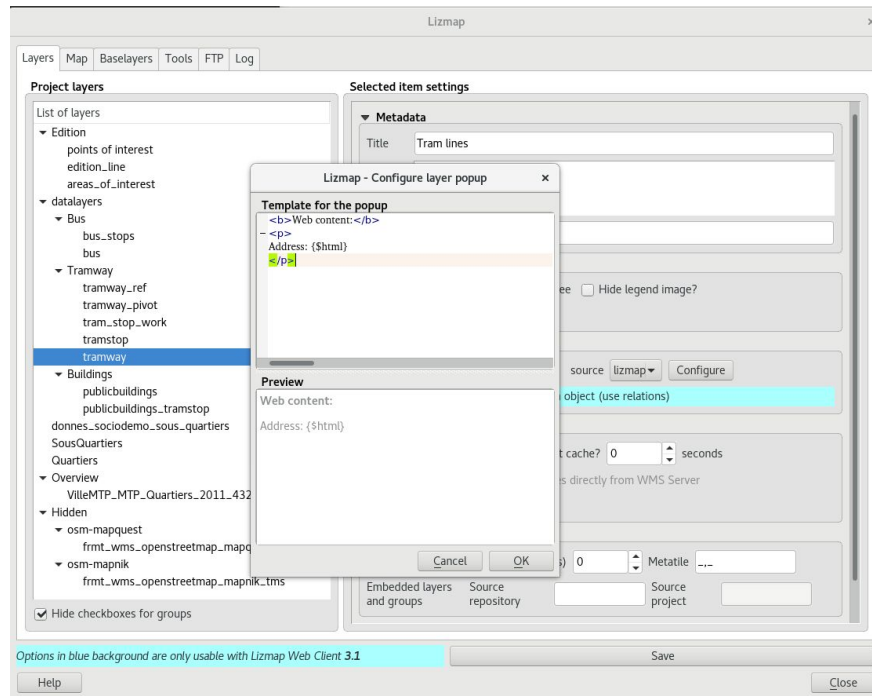 Lizmap
Layers Map Baselayers Tools FTP Log
Project layers
List of layers
Edition
points of interest
edition_line
areas_of_interest
datalayers
Bus
bus_stops
bus
Tramway
tramway_ref
tramway_pivot
tram_stop_work
tramstop
tramway
Buildings
publicbuildings
publicbuildings_tramstop
donnes_sociodemo_sous_quartiers
SousQuartiers
Quartiers
Overview
VilleMTP_MTP_Quartiers_2011_432
Hidden
osm-mapquest
frmt_wms_openstreetmap_mapq
osm-mapnik
frmt_wms_openstreetmap_mapnik_tms
Hide checkboxes for groups
Selected item settings
Metadata
Title Tram lines
Lizmap - Configure layer popup ×
Template for the popup
<b>Web content:</b>
<p>
Address: {$html}
</p>
Preview
Web content:
Address: {$html}
Cancel OK
ee Hide legend image?
source lizmap Configure
object (use relations)
t cache? 0 seconds
s directly from WMS Server
s) 0 Metatile _,_
Embedded layers and groups Source repository Source project
Options in blue background are only usable with Lizmap Web Client 3.1
Save
Help Close